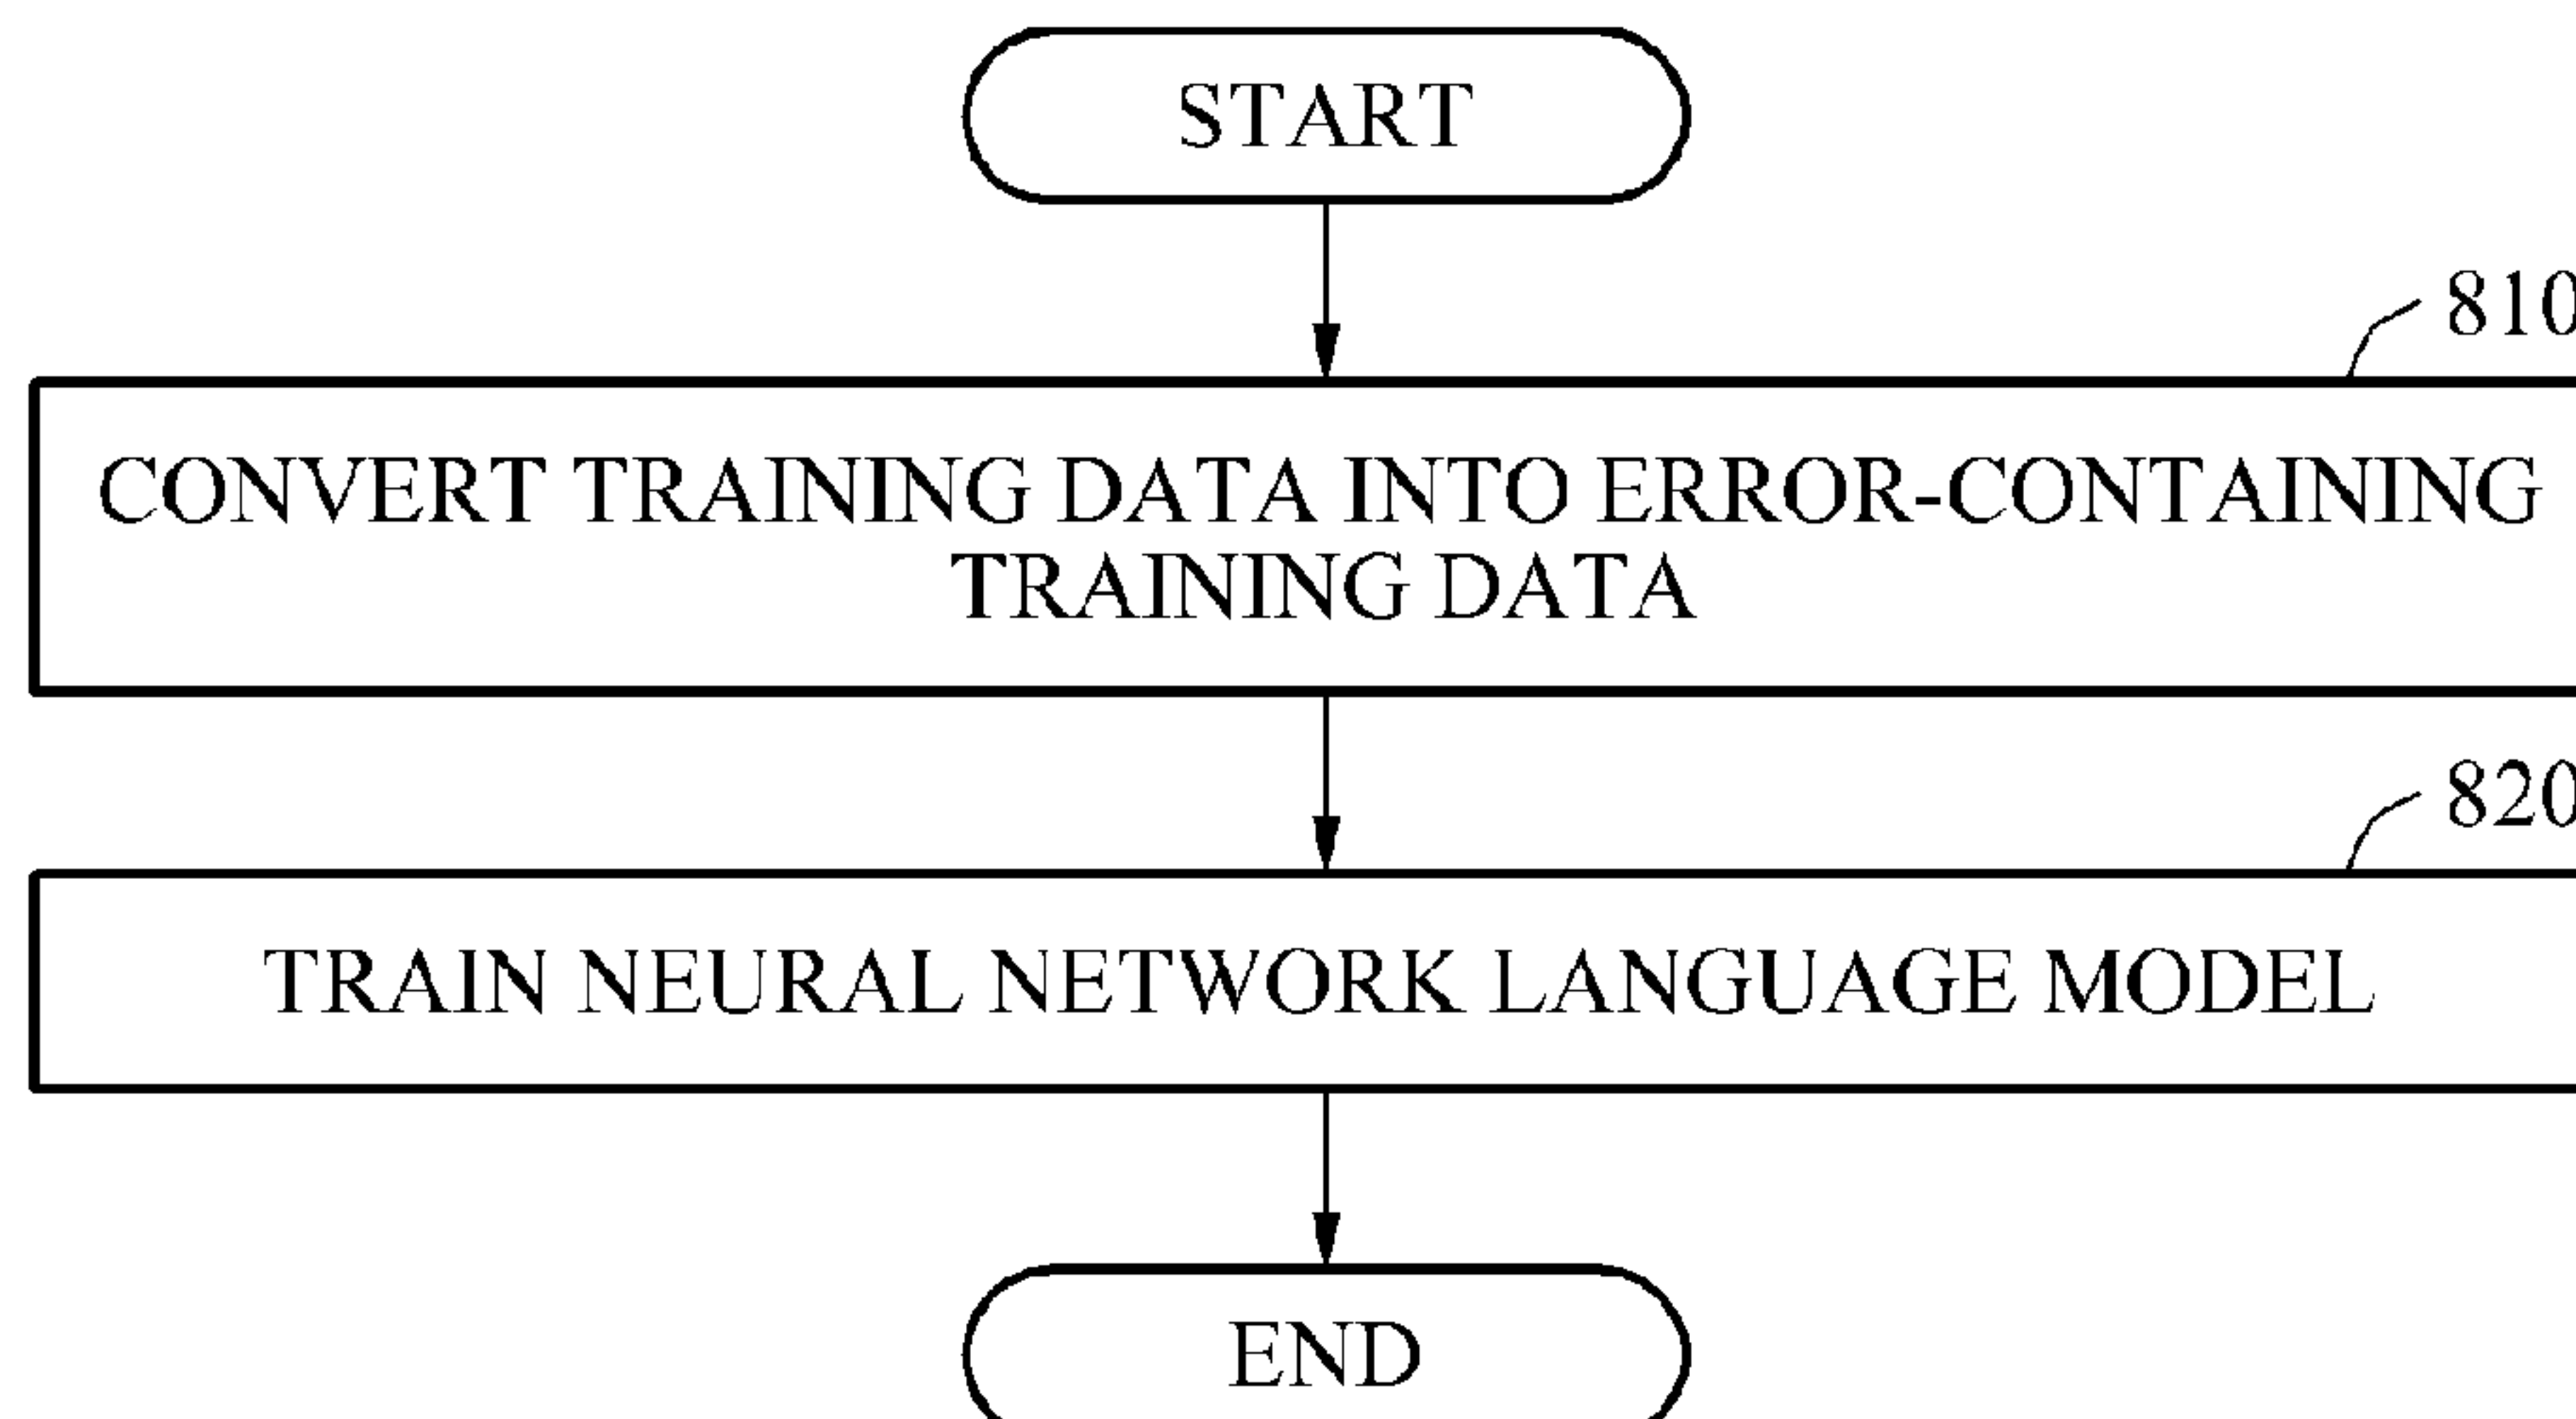 START
810
CONVERT TRAINING DATA INTO ERROR-CONTAINING
TRAINING DATA
820
TRAIN NEURAL NETWORK LANGUAGE MODEL
END